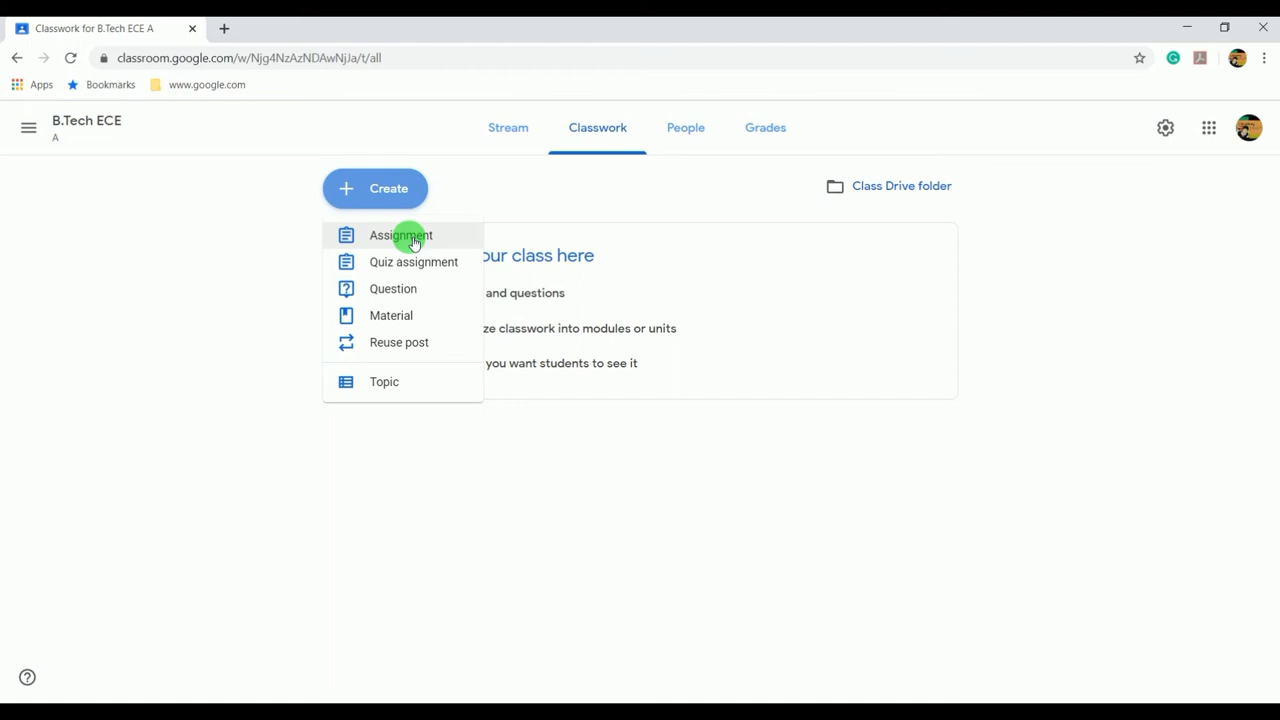 Classwork for B.Tech ECE A
classroom.google.com/w/Njg4NzAzNDAwNjJa/t/all
Apps
Bookmarks
www.google.com
B.Tech ECE
A
Stream
Classwork
People
Grades
Create
Class Drive folder
Assignment
our class here
Quiz assignment
Question
and questions
Material
ze classwork into modules or units
Reuse post
you want students to see it
Topic